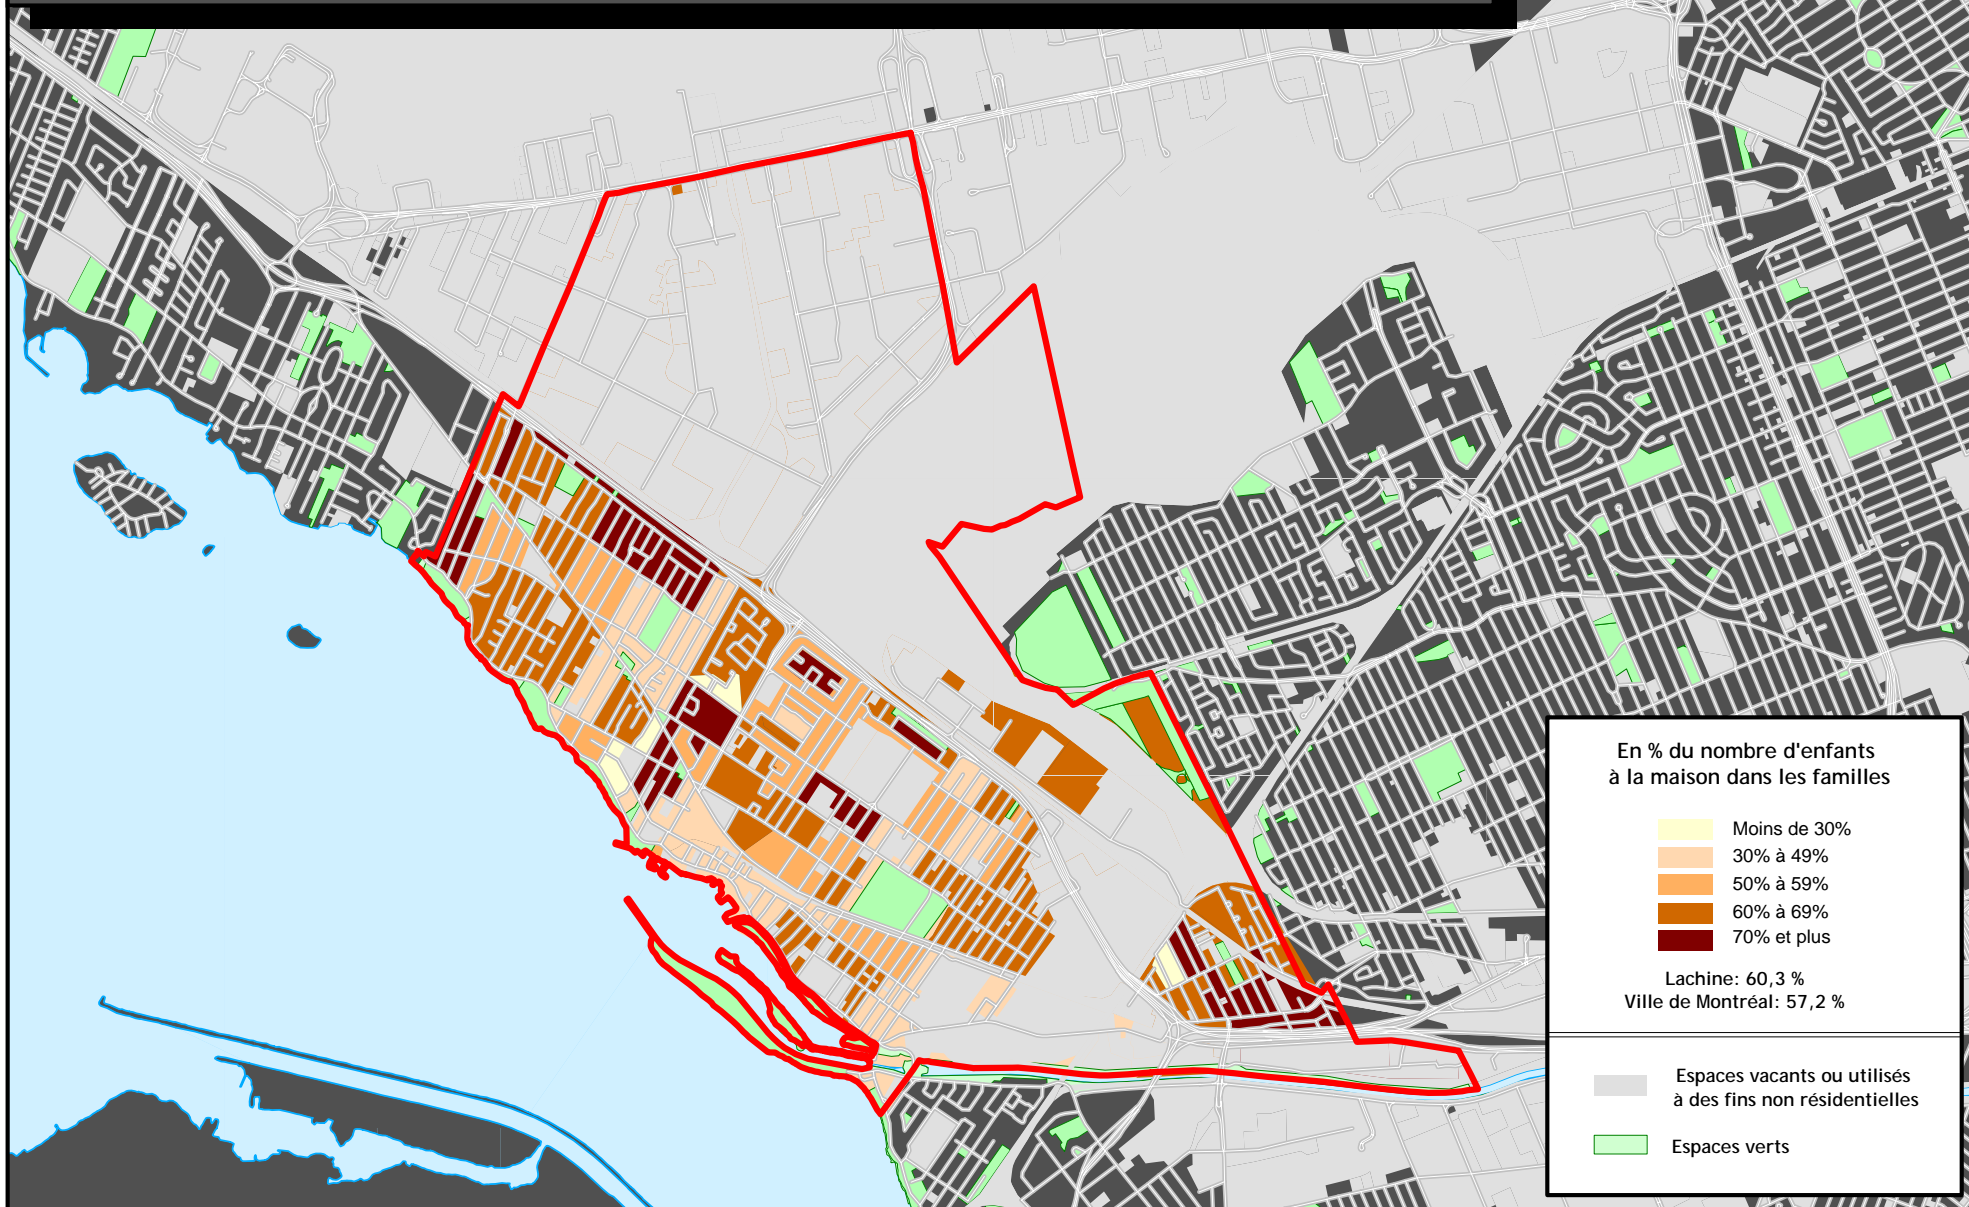 En % du nombre d'enfants
à la maison dans les familles
Moins de 30%
30% à 49%
50% à 59%
60% à 69%
70% et plus
Lachine: 60,3 %
Ville de Montréal: 57,2 %
Espaces vacants ou utilisés
à des fins non résidentielles
Espaces verts